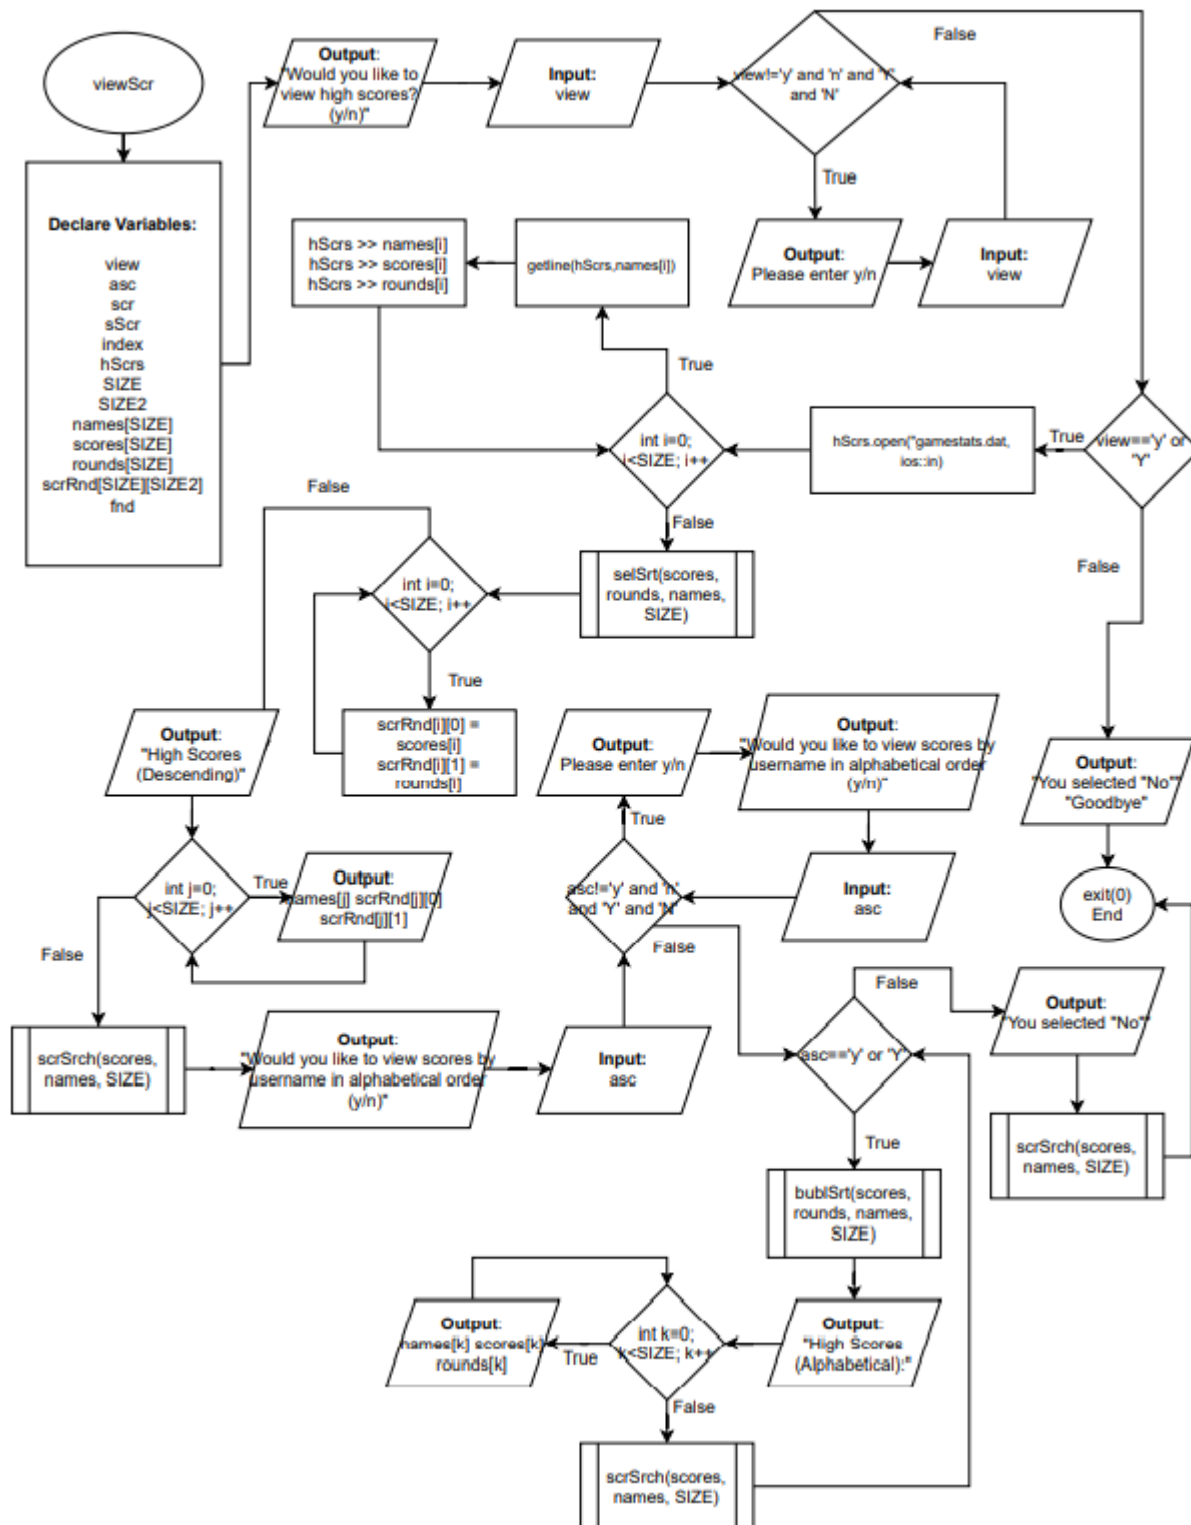 viewScr
Declare Variables:
view
asc
scr
sScr
index
hScrs
SIZE
SIZE2
names[SIZE]
scores[SIZE]
rounds[SIZE]
scrRnd[SIZE][SIZE2]
fnd
Output:
"Would you like to
view high scores?
(y/n)"
Input:
view
view!='y' and 'n' and 'Y'
and 'N'
False
True
Output:
Please enter y/n
Input:
view
view=='y' or
'Y'
True
False
hScrs.open("gamestats.dat,
ios::in)
int i=0;
i<SIZE; i++
True
getline(hScrs,names[i])
hScrs >> names[i]
hScrs >> scores[i]
hScrs >> rounds[i]
False
selSrt(scores,
rounds, names,
SIZE)
int i=0;
i<SIZE; i++
False
True
scrRnd[i][0] =
scores[i]
scrRnd[i][1] =
rounds[i]
Output:
"High Scores
(Descending)"
int j=0;
j<SIZE; j++
True
Output:
names[j] scrRnd[j][0]
scrRnd[j][1]
False
scrSrch(scores,
names, SIZE)
Output:
"Would you like to view scores by
username in alphabetical order
(y/n)"
Input:
asc
asc!='y' and 'n'
and 'Y' and 'N'
True
Output:
Please enter y/n
Output:
"Would you like to view scores by
username in alphabetical order
(y/n)"
Input:
asc
False
asc=='y' or 'Y'
False
Output:
"You selected "No""
scrSrch(scores,
names, SIZE)
True
bublSrt(scores,
rounds, names,
SIZE)
Output:
"High Scores
(Alphabetical):"
int k=0;
k<SIZE; k++
True
Output:
names[k] scores[k]
rounds[k]
False
scrSrch(scores,
names, SIZE)
Output:
"You selected "No""
"Goodbye"
exit(0)
End